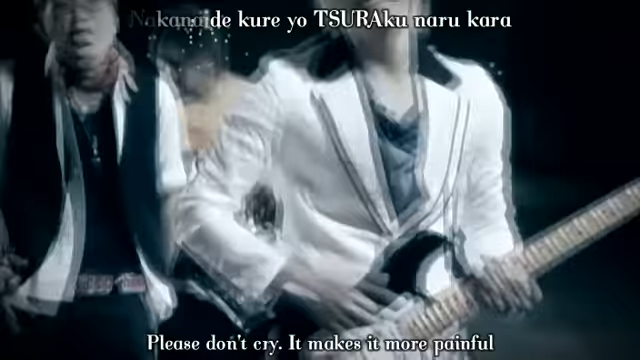 Nakanaide kure yo TSURAku naru kara
Please don't cry. It makes it more painful